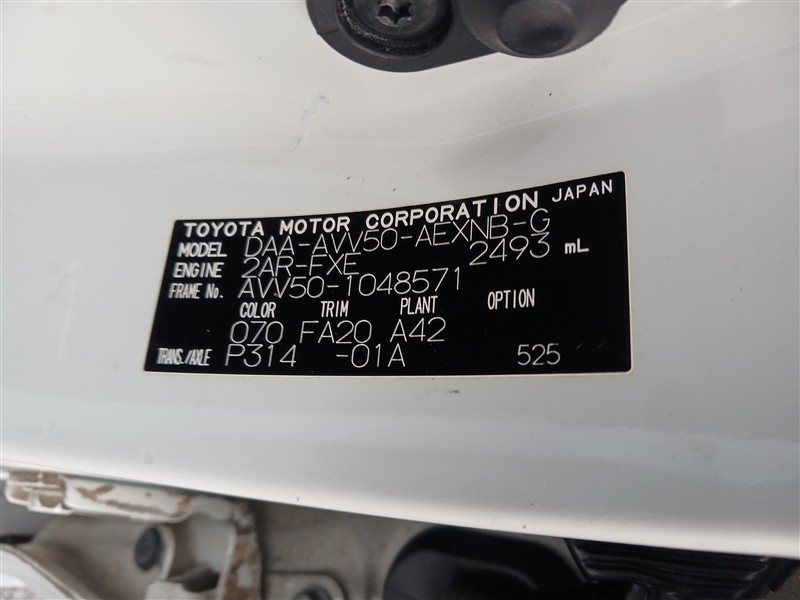 TOYOTA MOTOR CORPORATION JAPAN
MODEL DAA-AVV50-AEXNB-G
ENGINE 2AR-FXE 2493 mL
FRAME No. AVV50-1048571
COLOR TRIM PLANT OPTION
070 FA20 A42
TRANS./AXLE P314 -01A 525